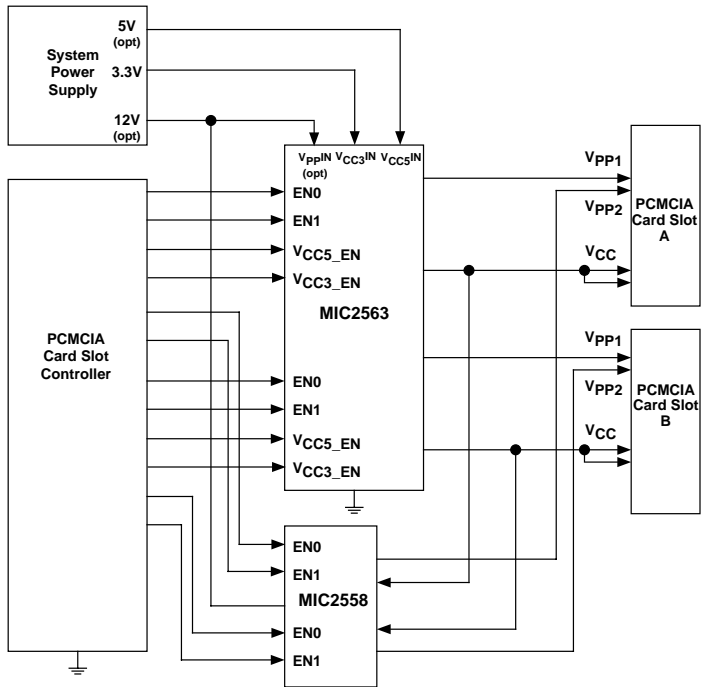 System
Power
Supply
5V
(opt)
3.3V
12V
(opt)
VPPIN
(opt)
VCC3IN
VCC5IN
EN0
EN1
VCC5_EN
VCC3_EN
MIC2563
EN0
EN1
VCC5_EN
VCC3_EN
PCMCIA
Card Slot
Controller
VPP1
VPP2
VCC
PCMCIA
Card Slot
A
VPP1
VPP2
VCC
PCMCIA
Card Slot
B
EN0
EN1
MIC2558
EN0
EN1